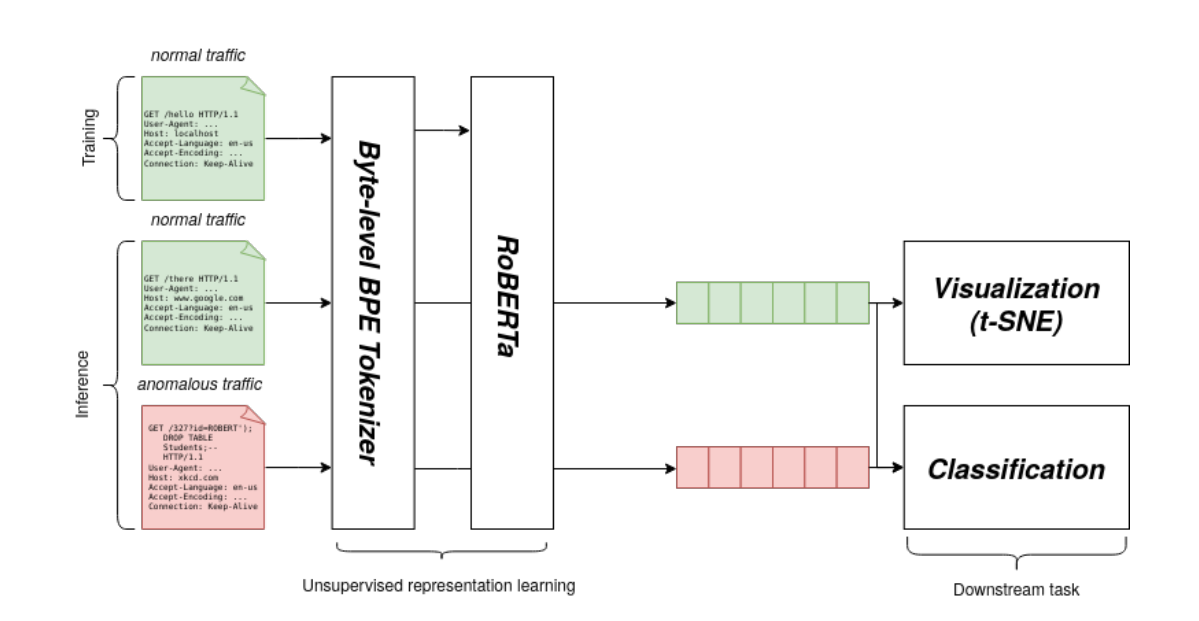 normal traffic
Training
GET /hello HTTP/1.1
User-Agent: ...
Host: localhost
Accept-Language: en-us
Accept-Encoding: ...
Connection: Keep-Alive
normal traffic
Inference
GET /there HTTP/1.1
User-Agent: ...
Host: www.google.com
Accept-Language: en-us
Accept-Encoding: ...
Connection: Keep-Alive
anomalous traffic
GET /327?id=ROBERT');
DROP TABLE
Students;--
HTTP/1.1
User-Agent: ...
Host: xkcd.com
Accept-Language: en-us
Accept-Encoding: ...
Connection: Keep-Alive
Byte-level BPE Tokenizer
RoBERTa
Unsupervised representation learning
Visualization
(t-SNE)
Classification
Downstream task